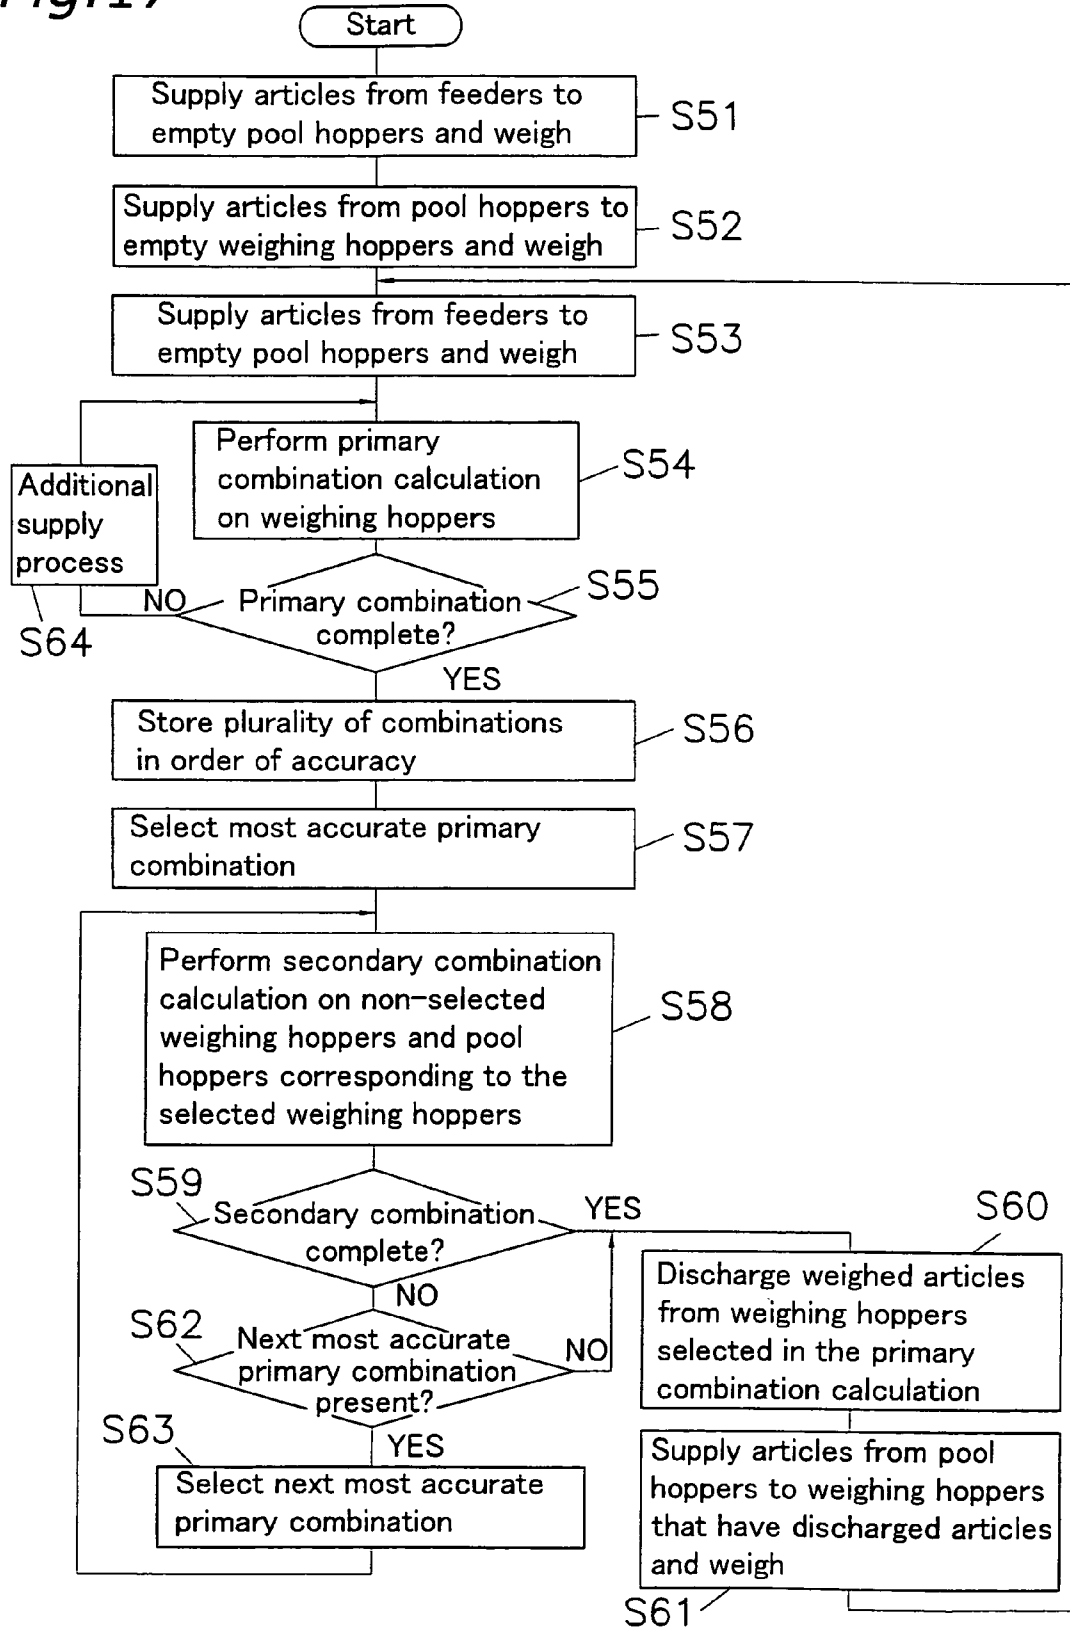 Start
Supply articles from feeders to
empty pool hoppers and weigh
S51
Supply articles from pool hoppers to
empty weighing hoppers and weigh
S52
Supply articles from feeders to
empty pool hoppers and weigh
S53
Perform primary
combination calculation
on weighing hoppers
S54
Additional
supply
process
S64
NO
Primary combination
complete?
S55
YES
Store plurality of combinations
in order of accuracy
S56
Select most accurate primary
combination
S57
Perform secondary combination
calculation on non-selected
weighing hoppers and pool
hoppers corresponding to the
selected weighing hoppers
S58
S59
Secondary combination
complete?
YES
NO
S62
Next most accurate
primary combination
present?
NO
YES
S63
Select next most accurate
primary combination
S60
Discharge weighed articles
from weighing hoppers
selected in the primary
combination calculation
Supply articles from pool
hoppers to weighing hoppers
that have discharged articles
and weigh
S61